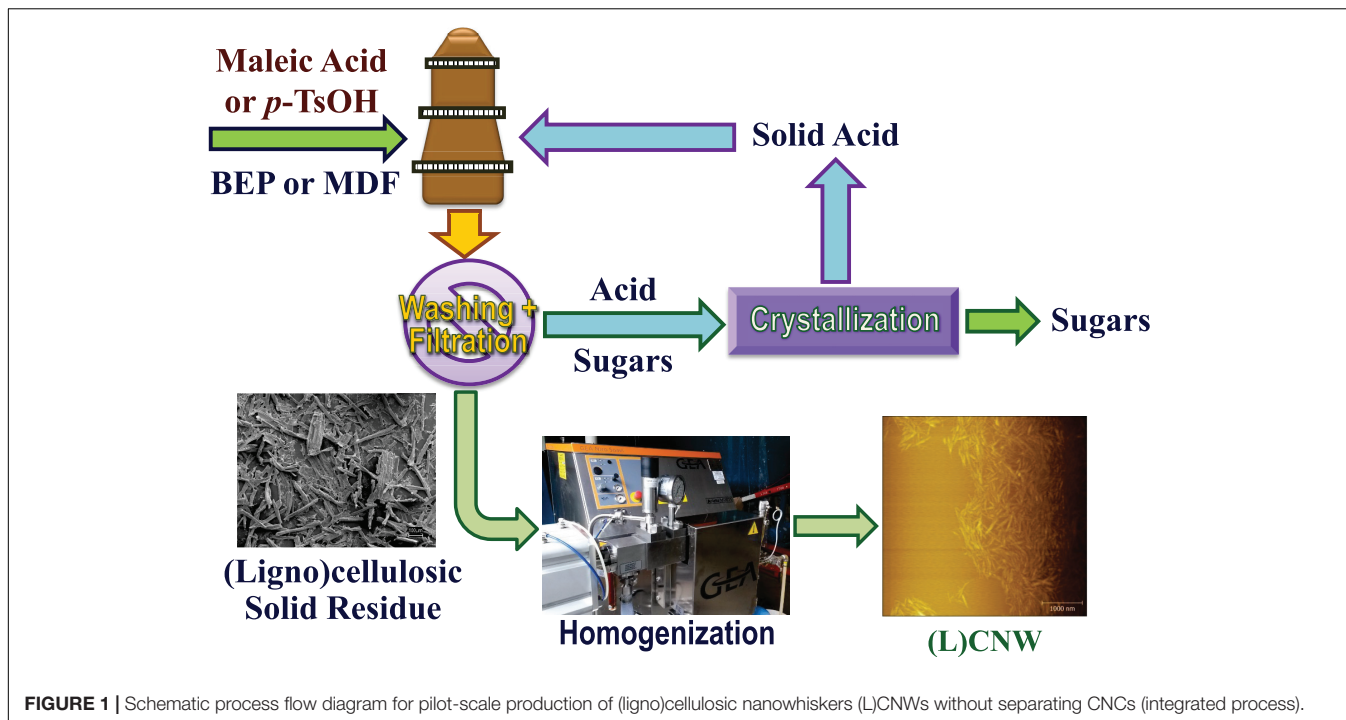 Maleic Acid
or p-TsOH
BEP or MDF
Solid Acid
Washing +
Filtration
Acid
Sugars
Crystallization
Sugars
(Ligno)cellulosic
Solid Residue
GEA
GEA
Homogenization
1000 nm
(L)CNW
FIGURE 1 | Schematic process flow diagram for pilot-scale production of (ligno)cellulosic nanowhiskers (L)CNWs without separating CNCs (integrated process).